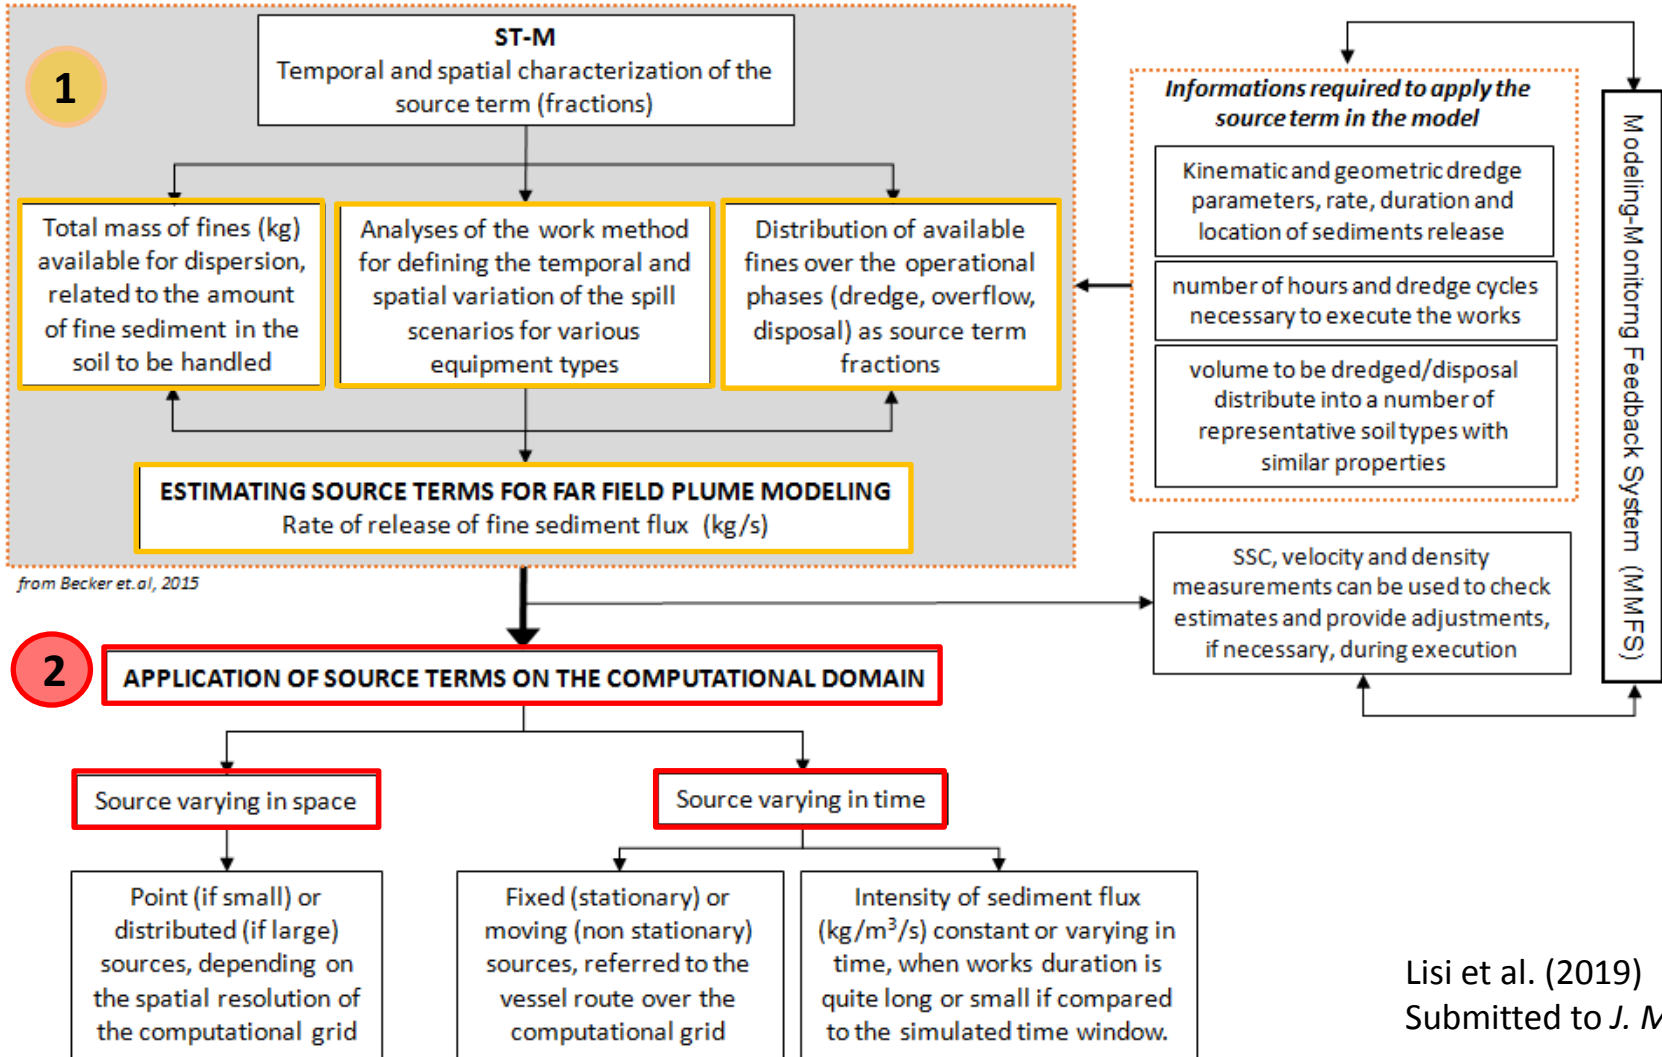 1
ST-M
Temporal and spatial characterization of the
source term (fractions)
Total mass of fines (kg)
available for dispersion,
related to the amount
of fine sediment in the
soil to be handled
Analyses of the work method
for defining the temporal and
spatial variation of the spill
scenarios for various
equipment types
Distribution of available
fines over the operational
phases (dredge, overflow,
disposal) as source term
fractions
ESTIMATING SOURCE TERMS FOR FAR FIELD PLUME MODELING
Rate of release of fine sediment flux (kg/s)
from Becker et.al, 2015
Informations required to apply the
source term in the model
Kinematic and geometric dredge
parameters, rate, duration and
location of sediments release
number of hours and dredge cycles
necessary to execute the works
volume to be dredged/disposal
distribute into a number of
representative soil types with
similar properties
Modeling-Monitorng Feedback System (MMFS)
SSC, velocity and density
measurements can be used to check
estimates and provide adjustments,
if necessary, during execution
2
APPLICATION OF SOURCE TERMS ON THE COMPUTATIONAL DOMAIN
Source varying in space
Source varying in time
Point (if small) or
distributed (if large)
sources, depending on
the spatial resolution of
the computational grid
Fixed (stationary) or
moving (non stationary)
sources, referred to the
vessel route over the
computational grid
Intensity of sediment flux
(kg/m³/s) constant or varying in
time, when works duration is
quite long or small if compared
to the simulated time window.
Lisi et al. (2019)
Submitted to J. M